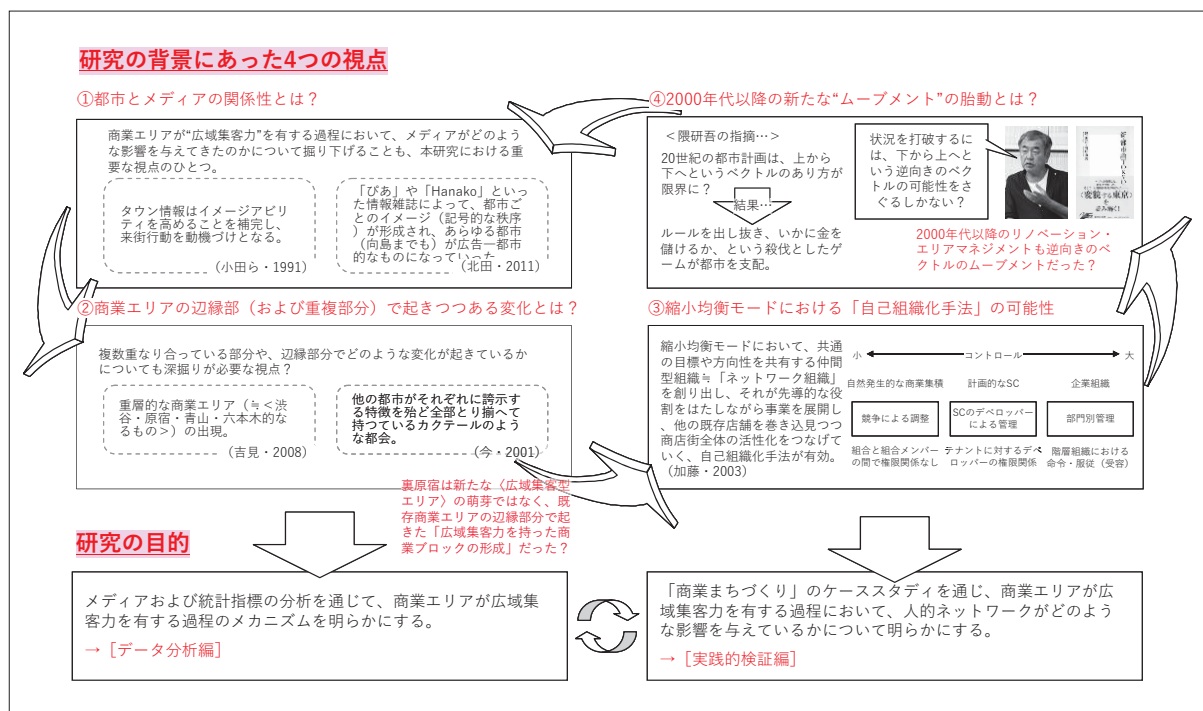 研究の背景にあった4つの視点
①都市とメディアの関係性とは？
商業エリアが“広域集客力”を有する過程において、メディアがどのよう
な影響を与えてきたのかについて掘り下げることも、本研究における重
要な視点のひとつ。
タウン情報はイメージアビリ
ティを高めることを補完し、
来街行動を動機づけとなる。
（小田ら・1991）
「ぴあ」や「Hanako」といっ
た情報雑誌によって、都市ご
とのイメージ（記号的な秩序
）が形成され、あらゆる都市
（向島までも）が広告一都市
的なものになっていった
（北田・2011）
②商業エリアの辺縁部（および重複部分）で起きつつある変化とは？
複数重なり合っている部分や、辺縁部分でどのような変化が起きているか
についても深掘りが必要な視点？
重層的な商業エリア（≒＜渋
谷・原宿・青山・六本木的な
るもの＞）の出現。
（吉見・2008）
他の都市がそれぞれに誇示す
る特徴を殆ど全部とり揃へて
持つているカクテールのよう
な都会。
（今・2001）
裏原宿は新たな〈広域集客型
エリア〉の萌芽ではなく、既
存商業エリアの辺縁部分で起
きた「広域集客力を持った商
業ブロックの形成」だった？
④2000年代以降の新たな“ムーブメント”の胎動とは？
＜隈研吾の指摘…＞
20世紀の都市計画は、上から
下へというベクトルのあり方が
限界に？
結果…
ルールを出し抜き、いかに金を
儲けるか、という殺伐としたゲ
ームが都市を支配。
状況を打破するに
は、下から上へと
いう逆向きのベ
クトルの可能性をさ
ぐるしかない？
変貌する東京
2000年代以降のリノベーション・
エリアマネジメントも逆向きのベ
クトルのムーブメントだった？
③縮小均衡モードにおける「自己組織化手法」の可能性
縮小均衡モードにおいて、共通
の目標や方向性を共有する仲間
型組織≒「ネットワーク組織」
を創り出し、それが先導的な役
割をはたしながら事業を展開し
、他の既存店舗を巻き込見つつ
商店街全体の活性化をつなげて
いく、自己組織化手法が有効。
（加藤・2003）
小 コントロール 大
自然発生的な商業集積 計画的なSC 企業組織
競争による調整
SCのデベロッパー
による管理
部門別管理
組合と組合メンバー
の間で権限関係なし
テナントに対するデベ
ロッパーの権限関係
階層組織における
命令・服従（受容）
研究の目的
メディアおよび統計指標の分析を通じて、商業エリアが広域集
客力を有する過程のメカニズムを明らかにする。
→［データ分析編］
「商業まちづくり」のケーススタディを通じ、商業エリアが広
域集客力を有する過程において、人的ネットワークがどのよう
な影響を与えているかについて明らかにする。
→［実践的検証編］